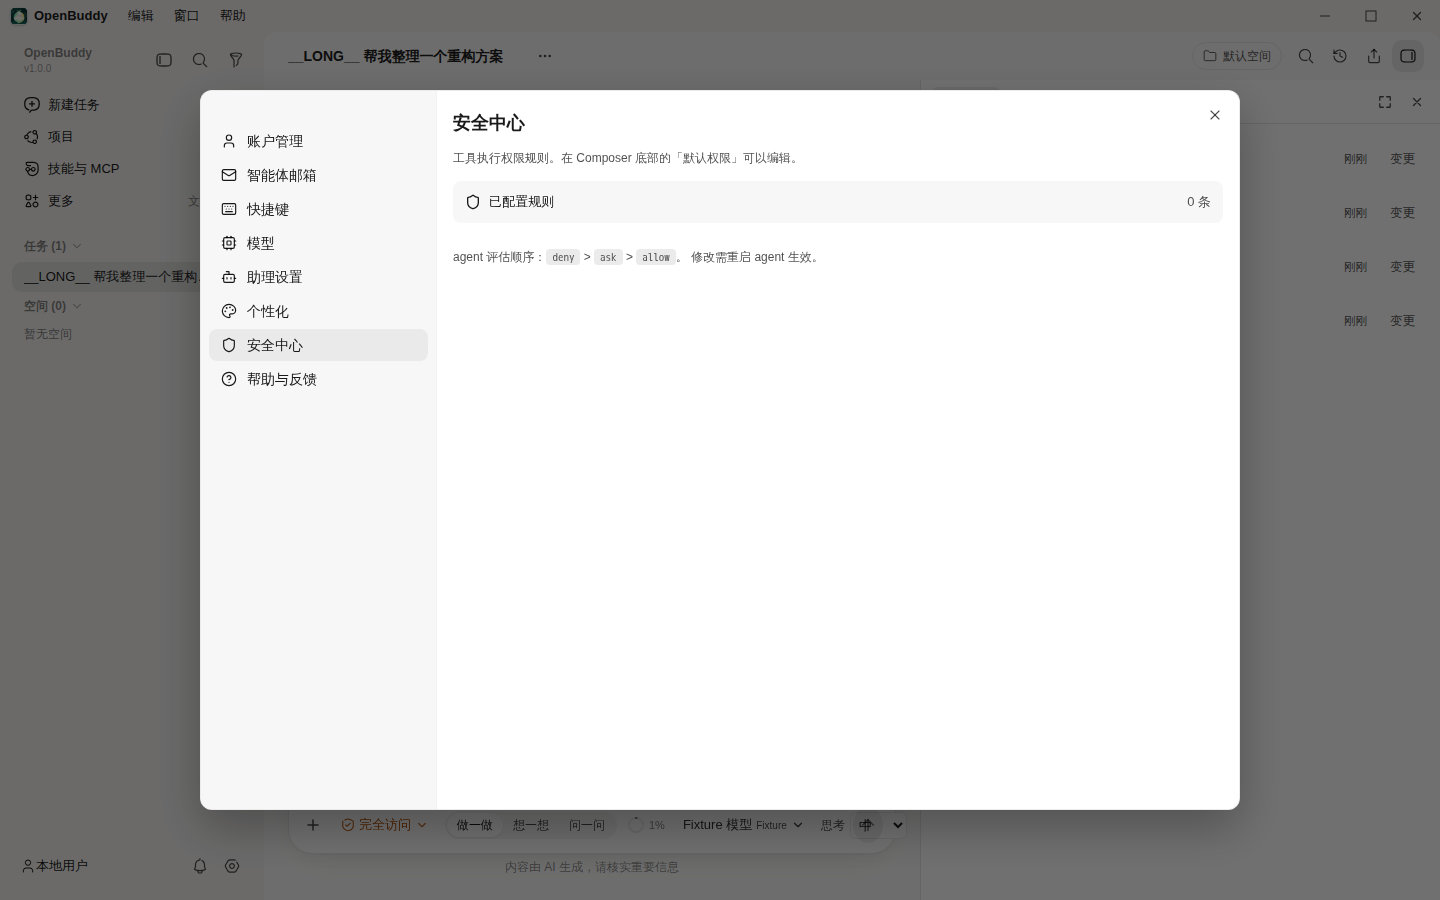 OpenBuddy 编辑 窗口 帮助
OpenBuddy
v1.0.0
新建任务
项目
技能与 MCP
更多
文
任务 (1)
__LONG__ 帮我整理一个重构
空间 (0)
暂无空间
本地用户
__LONG__ 帮我整理一个重构方案
默认空间
账户管理
智能体邮箱
快捷键
模型
助理设置
个性化
安全中心
帮助与反馈
安全中心
工具执行权限规则。在 Composer 底部的「默认权限」可以编辑。
已配置规则 0 条
agent 评估顺序： deny > ask > allow 。 修改需重启 agent 生效。
刚刚 变更
刚刚 变更
刚刚 变更
刚刚 变更
完全访问 做一做 想一想 问一问 1% Fixture 模型 Fixture 思考
内容由 AI 生成，请核实重要信息